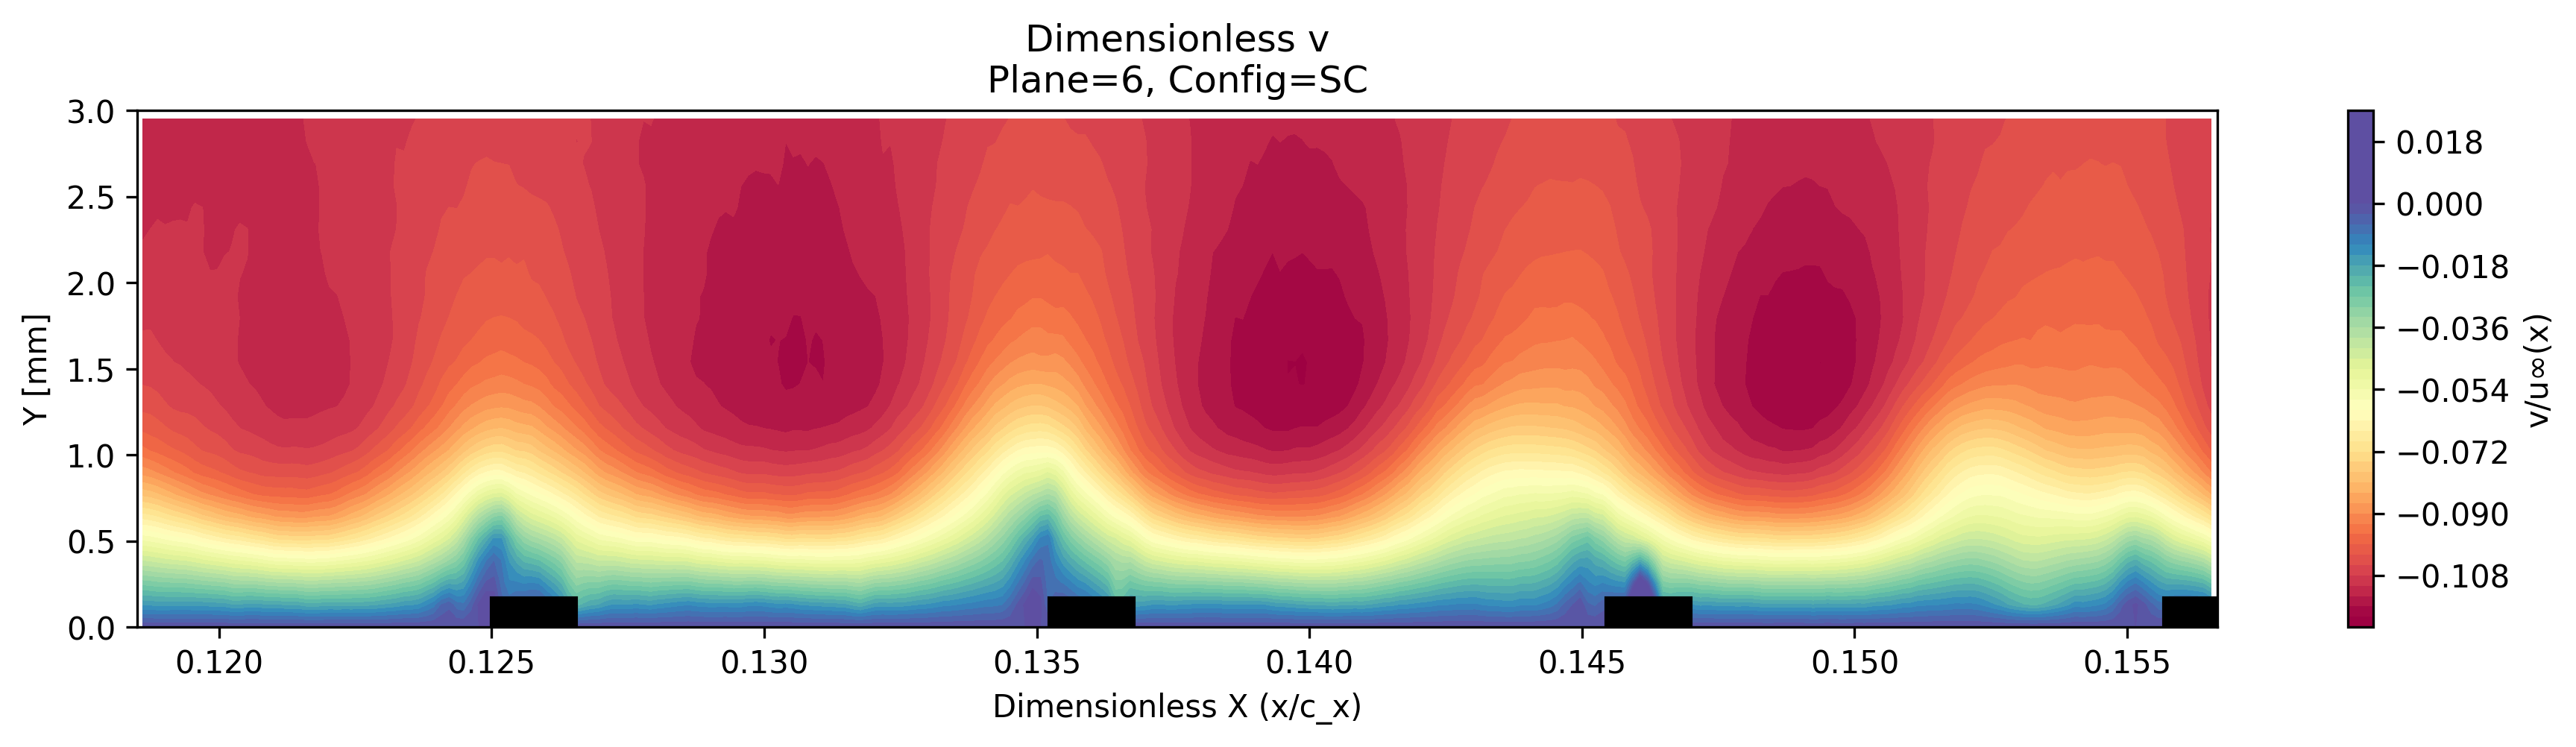 Dimensionless v
Plane=6, Config=SC
3.0
2.5
2.0
1.5
1.0
0.5
0.0
Y [mm]
0.120 0.125 0.130 0.135 0.140 0.145 0.150 0.155
Dimensionless X (x/c_x)
0.018
0.000
−0.018
−0.036
−0.054
−0.072
−0.090
−0.108
v/u∞(x)